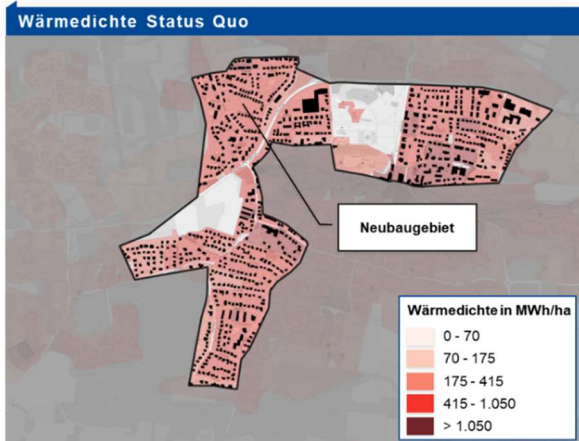 Wärmedichte Status Quo
Neubaugebiet
Wärmedichte in MWh/ha
0 - 70
70 - 175
175 - 415
415 - 1.050
> 1.050